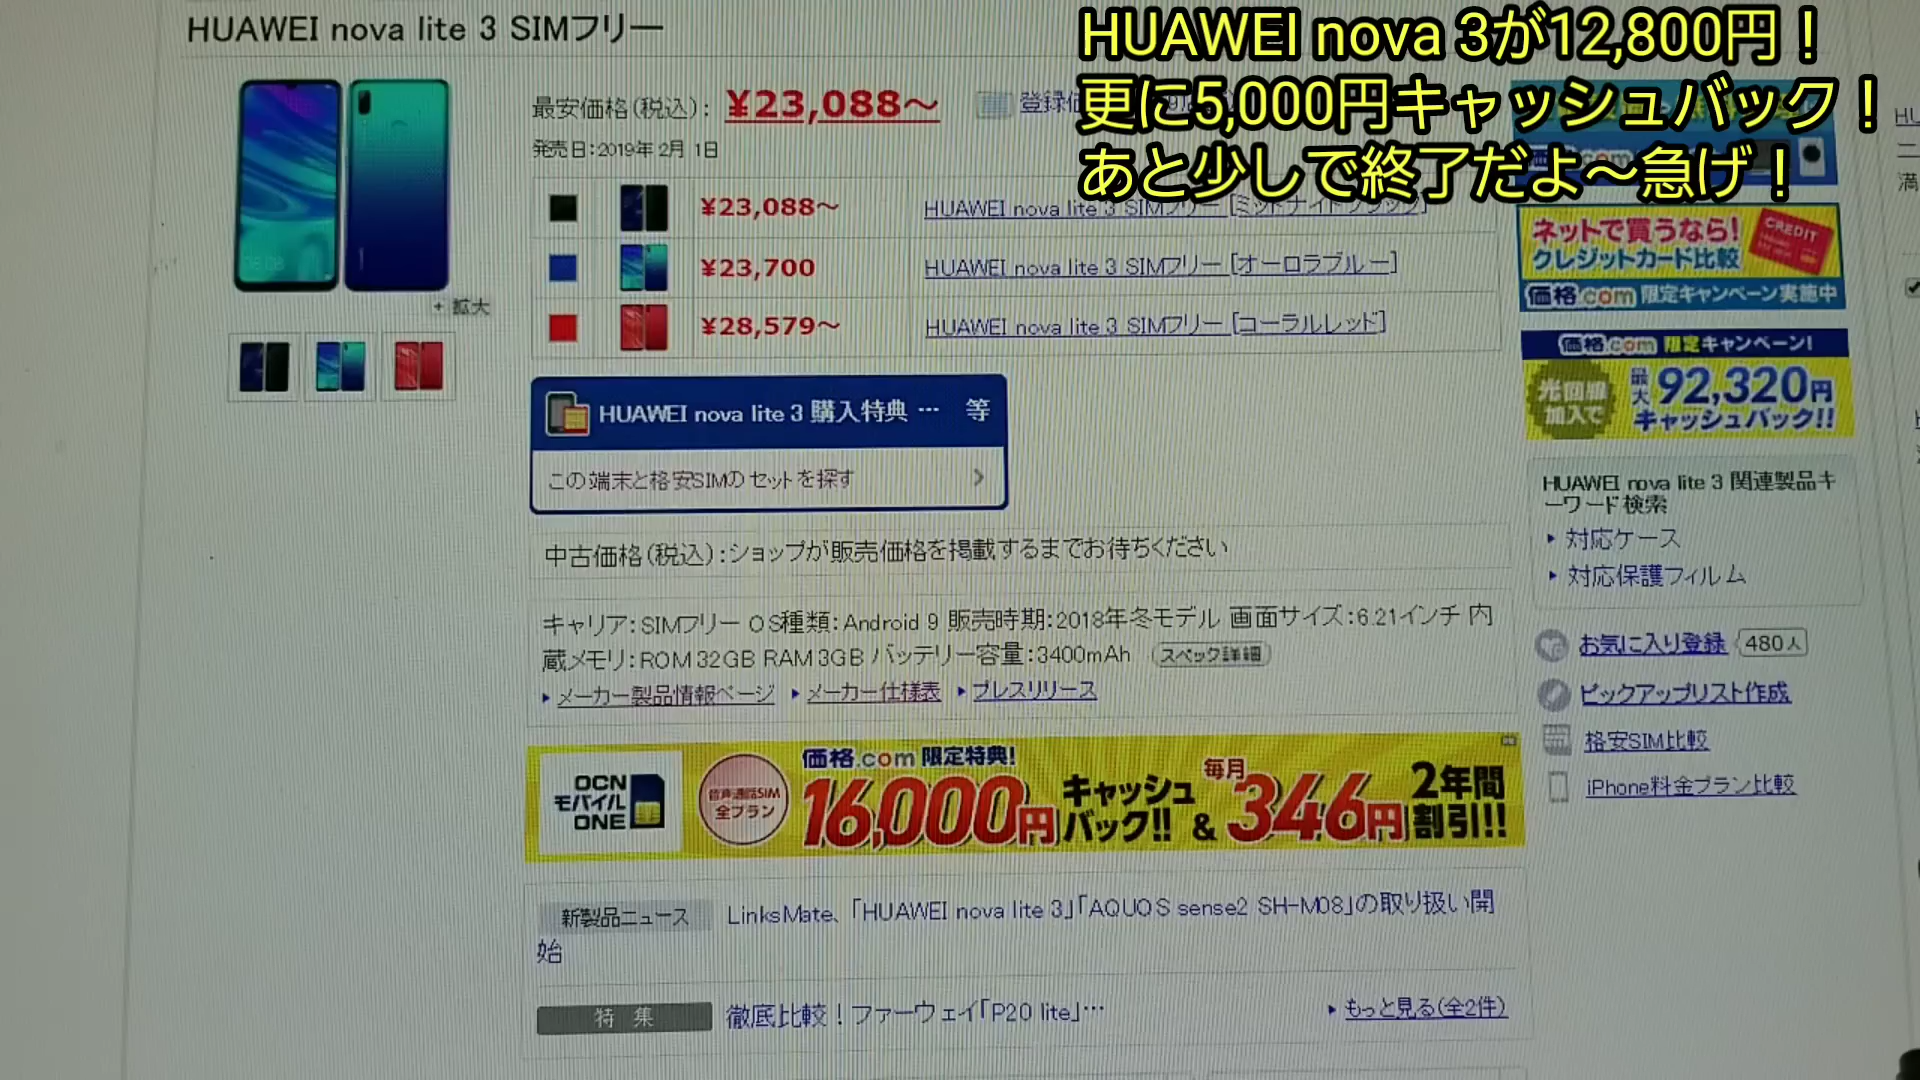 HUAWEI nova lite 3 SIMフリー
HUAWEI nova 3が12,800円！
更に5,000円キャッシュバック！
あと少しで終了だよ～急げ！
最安価格(税込)：¥23,088～
発売日：2019年 2月 1日
¥23,088～ HUAWEI nova lite 3 SIMフリー [ミッドナイトブラック]
¥23,700 HUAWEI nova lite 3 SIMフリー [オーロラブルー]
¥28,579～ HUAWEI nova lite 3 SIMフリー [コーラルレッド]
+ 拡大
HUAWEI nova lite 3 購入特典 … 等
この端末と格安SIMのセットを探す
中古価格(税込)：ショップが販売価格を掲載するまでお待ちください
キャリア：SIMフリー OS種類：Android 9 販売時期：2018年冬モデル 画面サイズ：6.21インチ 内
蔵メモリ：ROM 32GB RAM 3GB バッテリー容量：3400mAh スペック詳細
メーカー製品情報ページ メーカー仕様表 プレスリリース
OCN
モバイル
ONE
音声通話SIM
全プラン
価格.com 限定特典!
16,000円キャッシュバック!! & 毎月346円2年間割引!!
新製品ニュース LinksMate、「HUAWEI nova lite 3」「AQUOS sense2 SH-M08」の取り扱い開
始
特 集 徹底比較！ファーウェイ「P20 lite」…
もっと見る(全2件)
ネットで買うなら!
クレジットカード比較
CREDIT
価格.com 限定キャンペーン実施中
価格.com 限定キャンペーン!
光回線
加入で
最大92,320円
キャッシュバック!!
HUAWEI nova lite 3 関連製品キ
ーワード検索
対応ケース
対応保護フィルム
お気に入り登録 480人
ピックアップリスト作成
格安SIM比較
iPhone料金プラン比較